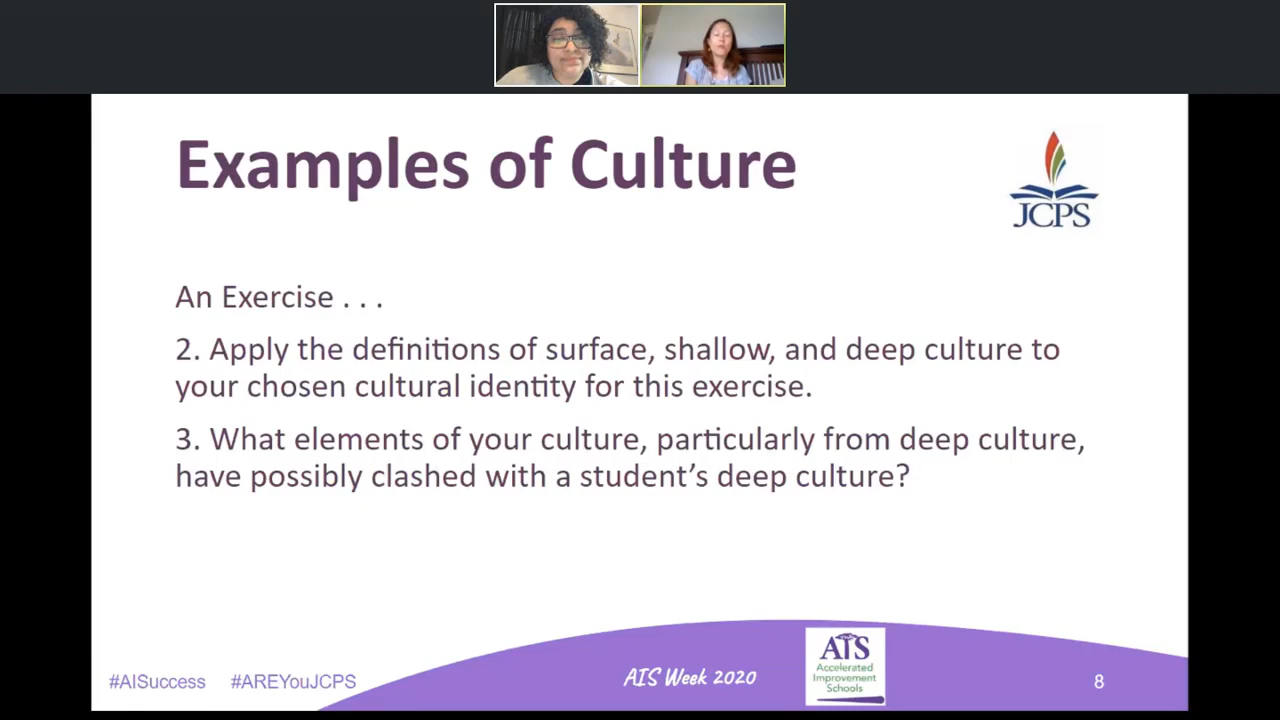 Examples of Culture
JCPS
An Exercise . . .
2. Apply the definitions of surface, shallow, and deep culture to
your chosen cultural identity for this exercise.
3. What elements of your culture, particularly from deep culture,
have possibly clashed with a student’s deep culture?
#AISuccess #AREYouJCPS
AIS Week 2020
AIS
Accelerated
Improvement
Schools
8